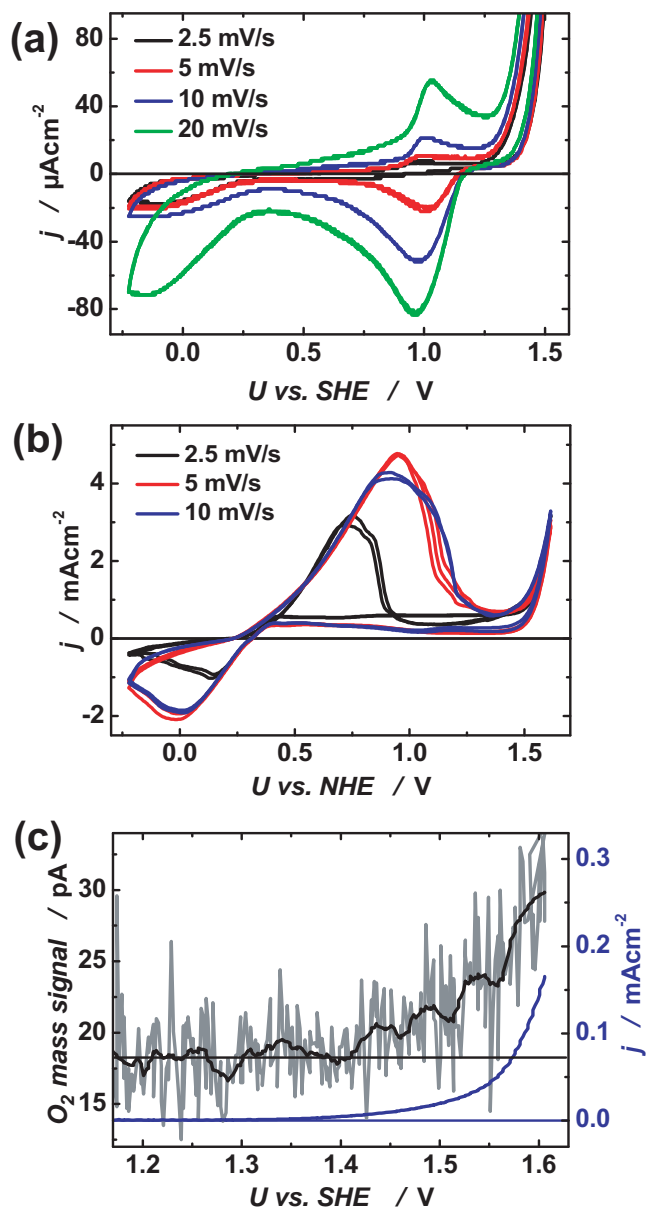 (a)
2.5 mV/s
5 mV/s
10 mV/s
20 mV/s
80
40
0
-40
-80
j / µAcm-2
0.0 0.5 1.0 1.5
U vs. SHE / V
(b)
2.5 mV/s
5 mV/s
10 mV/s
4
2
0
-2
j / mAcm-2
0.0 0.5 1.0 1.5
U vs. NHE / V
(c)
30
25
20
15
O2 mass signal / pA
0.3
0.2
0.1
0.0
j / mAcm-2
1.2 1.3 1.4 1.5 1.6
U vs. SHE / V